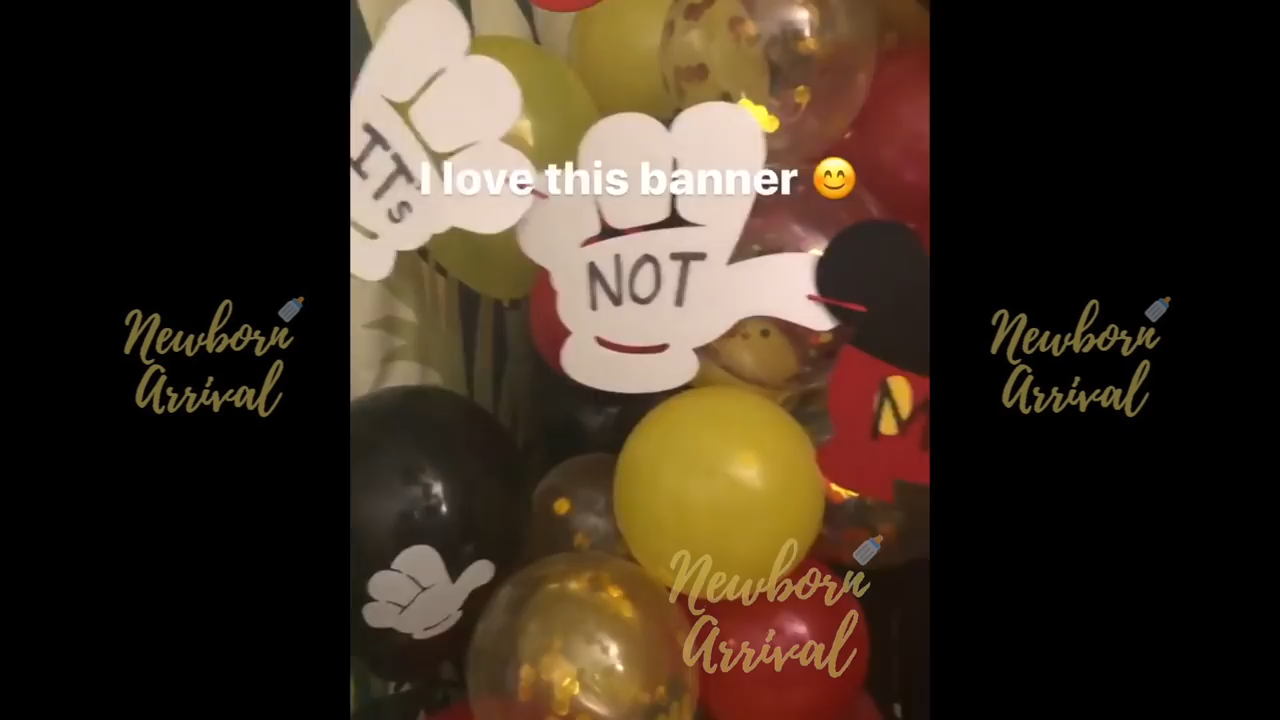 ITs
I love this banner 😊
NOT
M
Newborn
Arrival
Newborn
Arrival
Newborn
Arrival